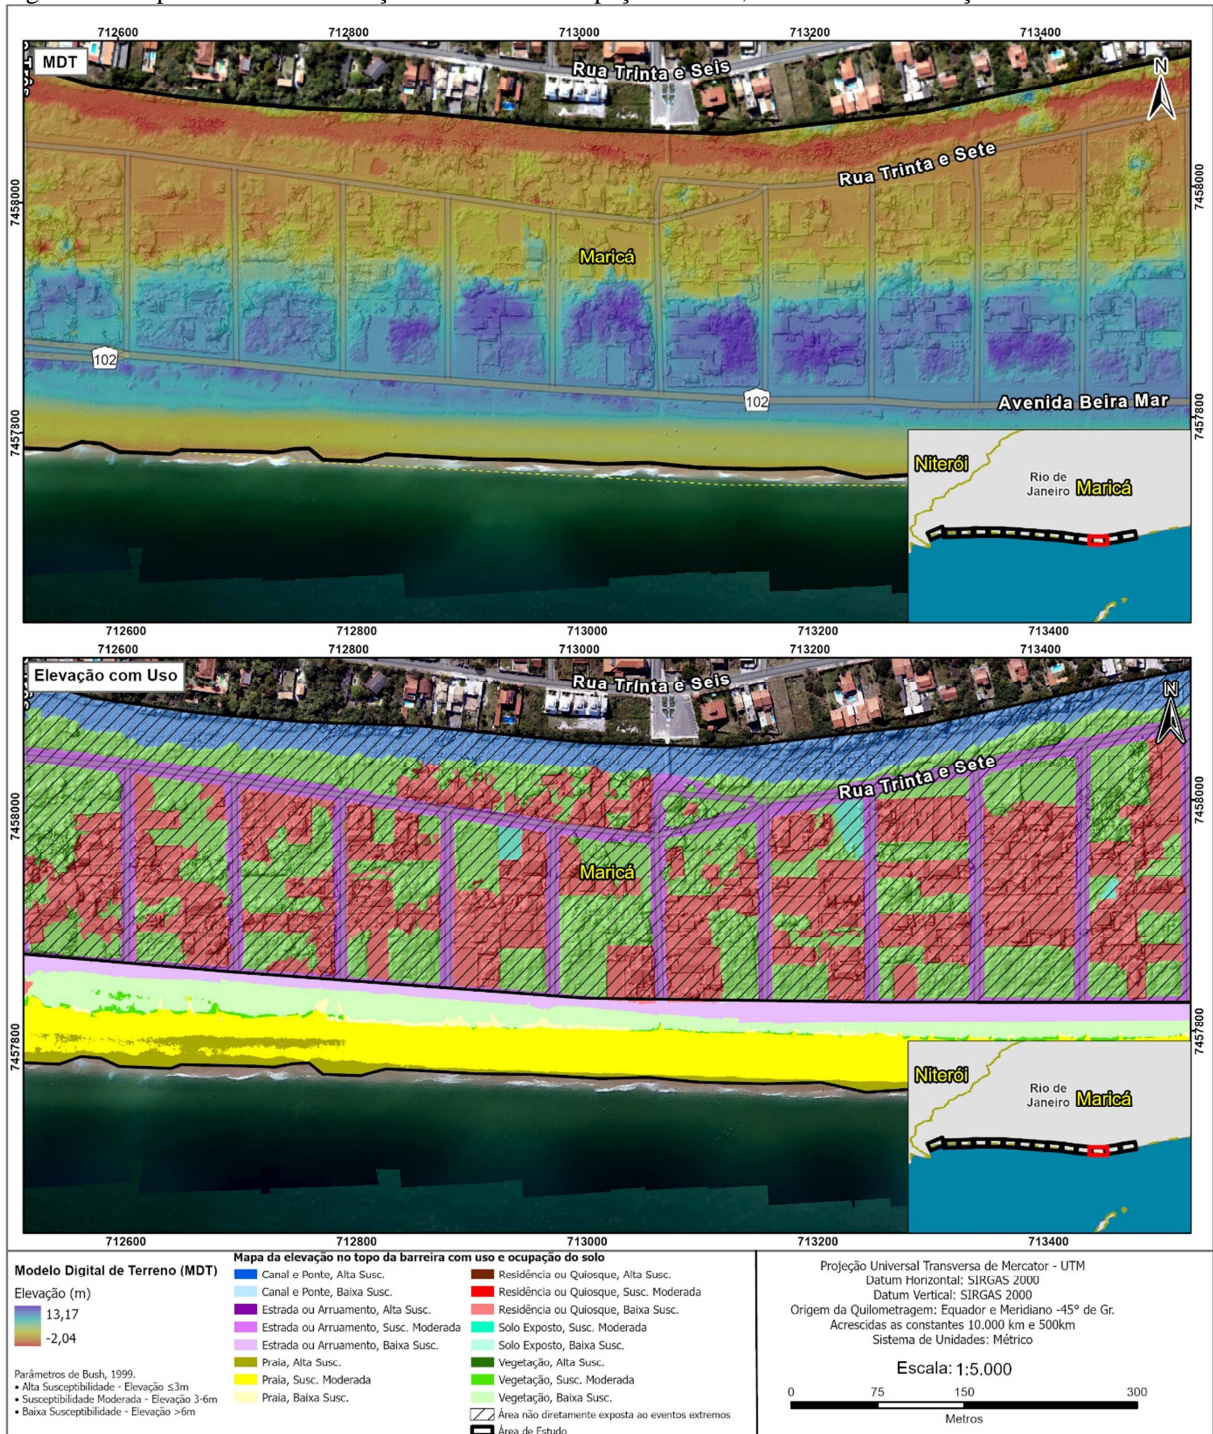 MDT
712600
712800
713000
713200
713400
Rua Trinta e Seis
N
Rua Trinta e Sete
7458000
7458000
Maricá
102
102
Avenida Beira Mar
7457800
7457800
Niterói
Rio de
Janeiro
Maricá
712600
712800
713000
713200
713400
712600
712800
713000
713200
713400
Elevação com Uso
Rua Trinta e Seis
N
Rua Trinta e Sete
7458000
7458000
Maricá
7457800
7457800
Niterói
Rio de
Janeiro
Maricá
712600
712800
713000
713200
713400
Modelo Digital de Terreno (MDT)
Elevação (m)
13,17
-2,04
Parâmetros de Bush, 1999.
• Alta Susceptibilidade - Elevação ≤3m
• Susceptibilidade Moderada - Elevação 3-6m
• Baixa Susceptibilidade - Elevação >6m
Mapa da elevação no topo da barreira com uso e ocupação do solo
Canal e Ponte, Alta Susc.
Canal e Ponte, Baixa Susc.
Estrada ou Arruamento, Alta Susc.
Estrada ou Arruamento, Susc. Moderada
Estrada ou Arruamento, Baixa Susc.
Praia, Alta Susc.
Praia, Susc. Moderada
Praia, Baixa Susc.
Residência ou Quiosque, Alta Susc.
Residência ou Quiosque, Susc. Moderada
Residência ou Quiosque, Baixa Susc.
Solo Exposto, Susc. Moderada
Solo Exposto, Baixa Susc.
Vegetação, Alta Susc.
Vegetação, Susc. Moderada
Vegetação, Baixa Susc.
Área não diretamente exposta ao eventos extremos
Área de Estudo
Projeção Universal Transversa de Mercator - UTM
Datum Horizontal: SIRGAS 2000
Datum Vertical: SIRGAS 2000
Origem da Quilometragem: Equador e Meridiano -45° de Gr.
Acrescidas as constantes 10.000 km e 500km
Sistema de Unidades: Métrico
Escala: 1:5.000
0 75 150 300
Metros